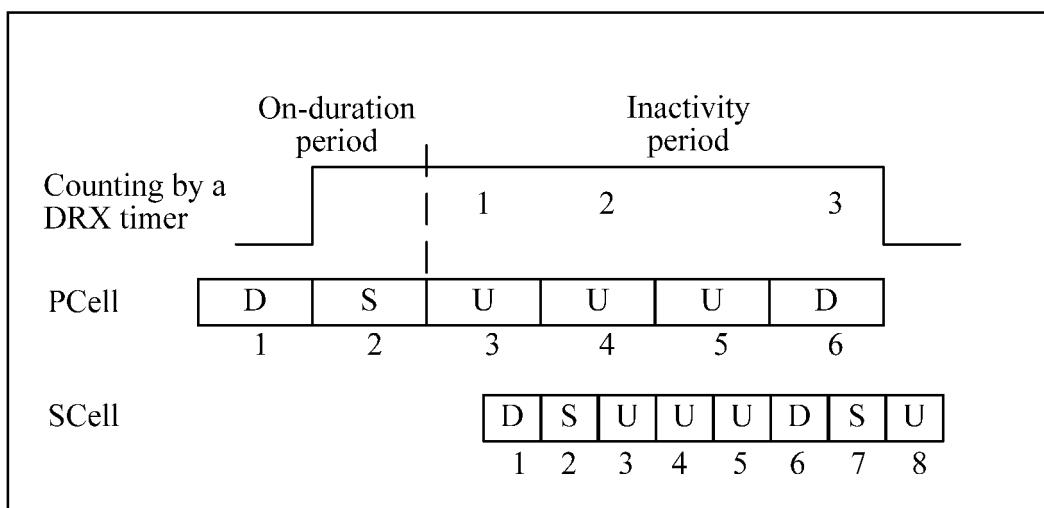 On-duration
period
Inactivity
period
Counting by a
DRX timer
1 2 3
PCell D S U U U D
1 2 3 4 5 6
SCell D S U U U D S U
1 2 3 4 5 6 7 8